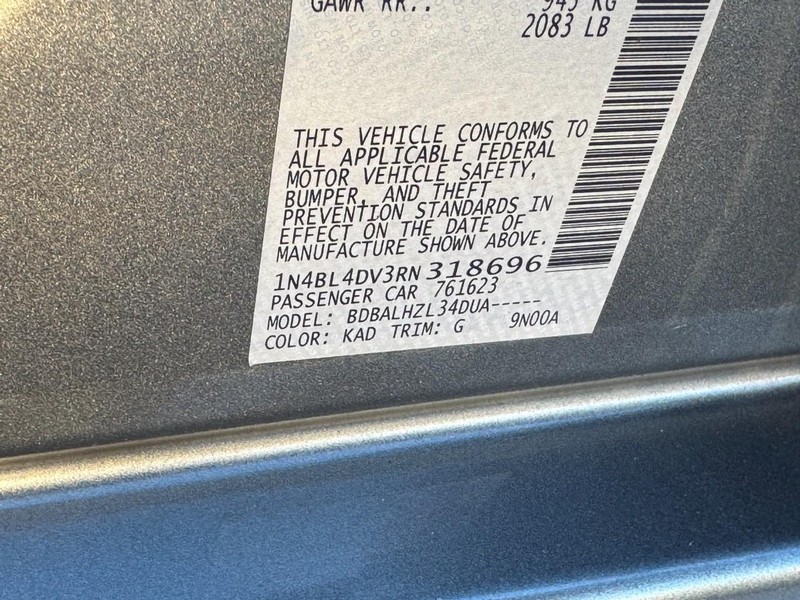 GAWR RR.: 945 KG
2083 LB
THIS VEHICLE CONFORMS TO
ALL APPLICABLE FEDERAL
MOTOR VEHICLE SAFETY,
BUMPER, AND THEFT
PREVENTION STANDARDS IN
EFFECT ON THE DATE OF
MANUFACTURE SHOWN ABOVE.
1N4BL4DV3RN318696
PASSENGER CAR 761623
MODEL: BDBALHZL34DUA-----
COLOR: KAD TRIM: G 9N00A